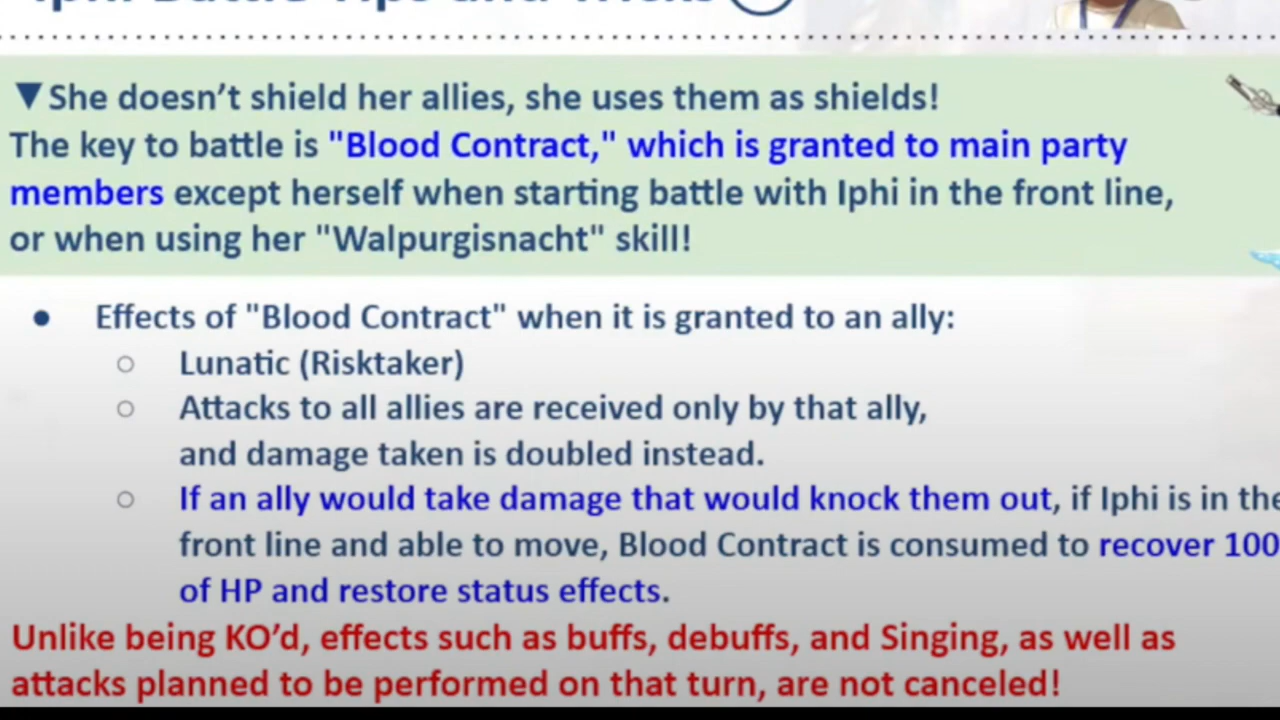 Iphi Battle Tips and Tricks
▼She doesn't shield her allies, she uses them as shields!
The key to battle is "Blood Contract," which is granted to main party
members except herself when starting battle with Iphi in the front line,
or when using her "Walpurgisnacht" skill!
● Effects of "Blood Contract" when it is granted to an ally:
○ Lunatic (Risktaker)
○ Attacks to all allies are received only by that ally,
and damage taken is doubled instead.
○ If an ally would take damage that would knock them out, if Iphi is in the
front line and able to move, Blood Contract is consumed to recover 100
of HP and restore status effects.
Unlike being KO'd, effects such as buffs, debuffs, and Singing, as well as
attacks planned to be performed on that turn, are not canceled!